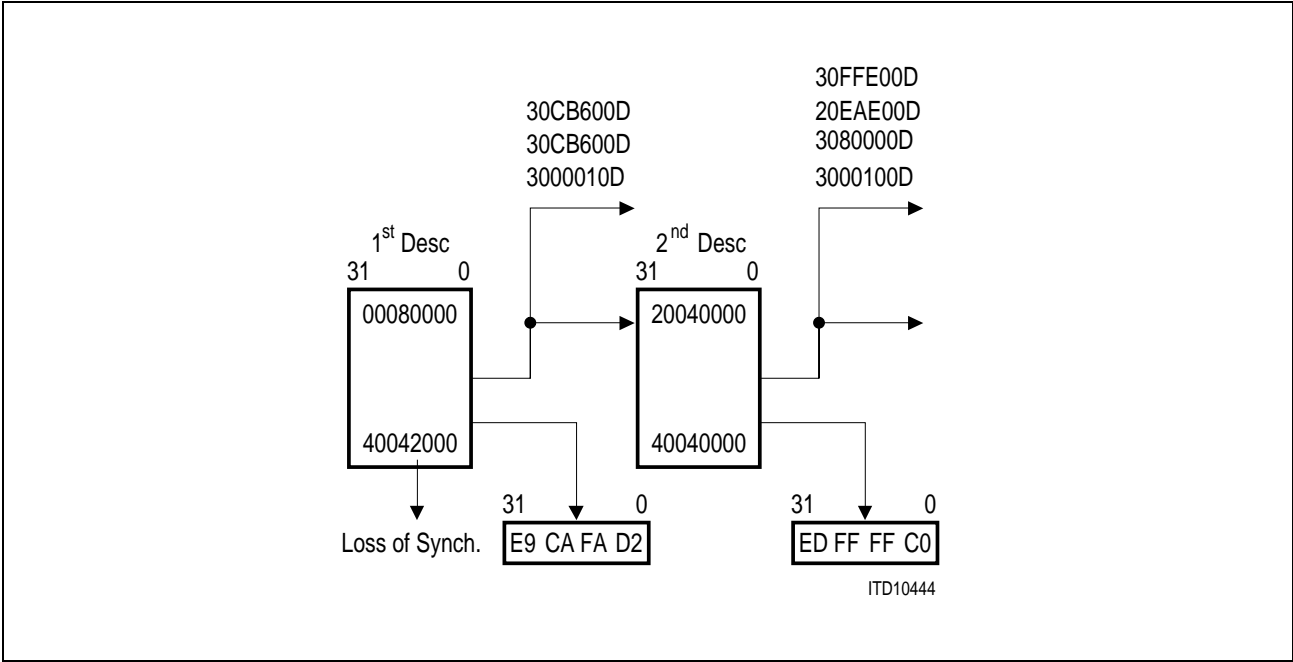 30FFE00D
30CB600D
20EAE00D
30CB600D
3080000D
3000010D
3000100D
1st Desc
2nd Desc
31 0
31 0
00080000
20040000
40042000
40040000
31 0
31 0
Loss of Synch.
E9 CA FA D2
ED FF FF C0
ITD10444